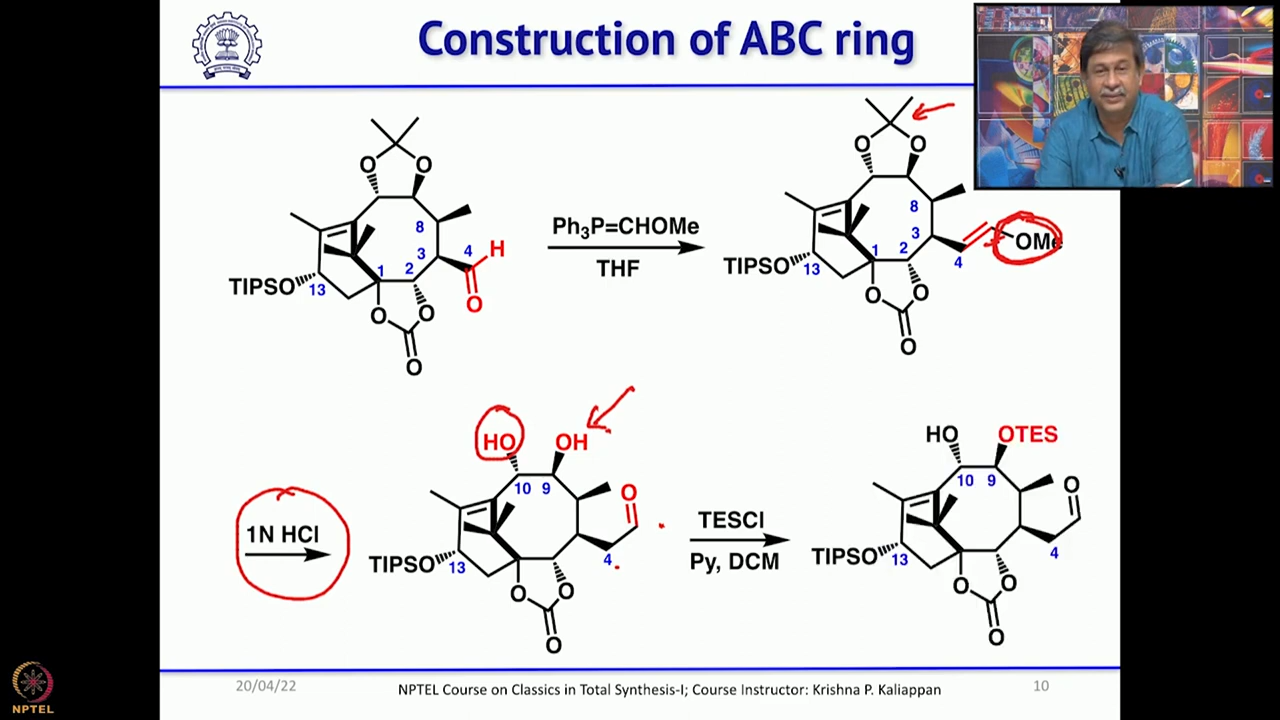 Construction of ABC ring
O O
8
3
4
H
O
1
2
TIPSO
13
O
O
O
Ph3P=CHOMe
THF
O O
8
3
OMe
4
1
2
TIPSO
13
O
O
O
1N HCl
HO OH
10 9
O
4
TIPSO
13
O
O
O
TESCl
Py, DCM
HO OTES
10 9
O
4
TIPSO
13
O
O
O
20/04/22
NPTEL Course on Classics in Total Synthesis-I; Course Instructor: Krishna P. Kaliappan
10
NPTEL